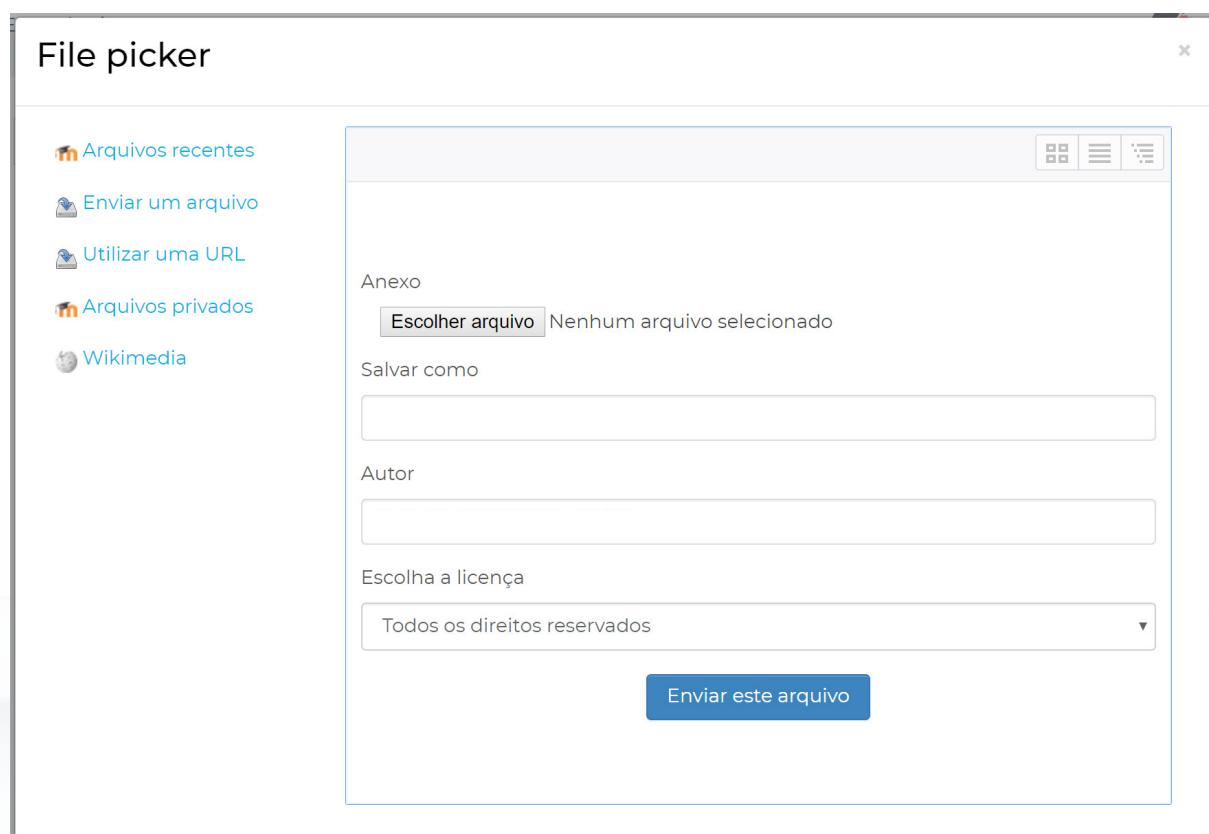 File picker
×
Arquivos recentes
Enviar um arquivo
Utilizar uma URL
Arquivos privados
Wikimedia
Anexo
Escolher arquivo Nenhum arquivo selecionado
Salvar como
Autor
Escolha a licença
Todos os direitos reservados
Enviar este arquivo